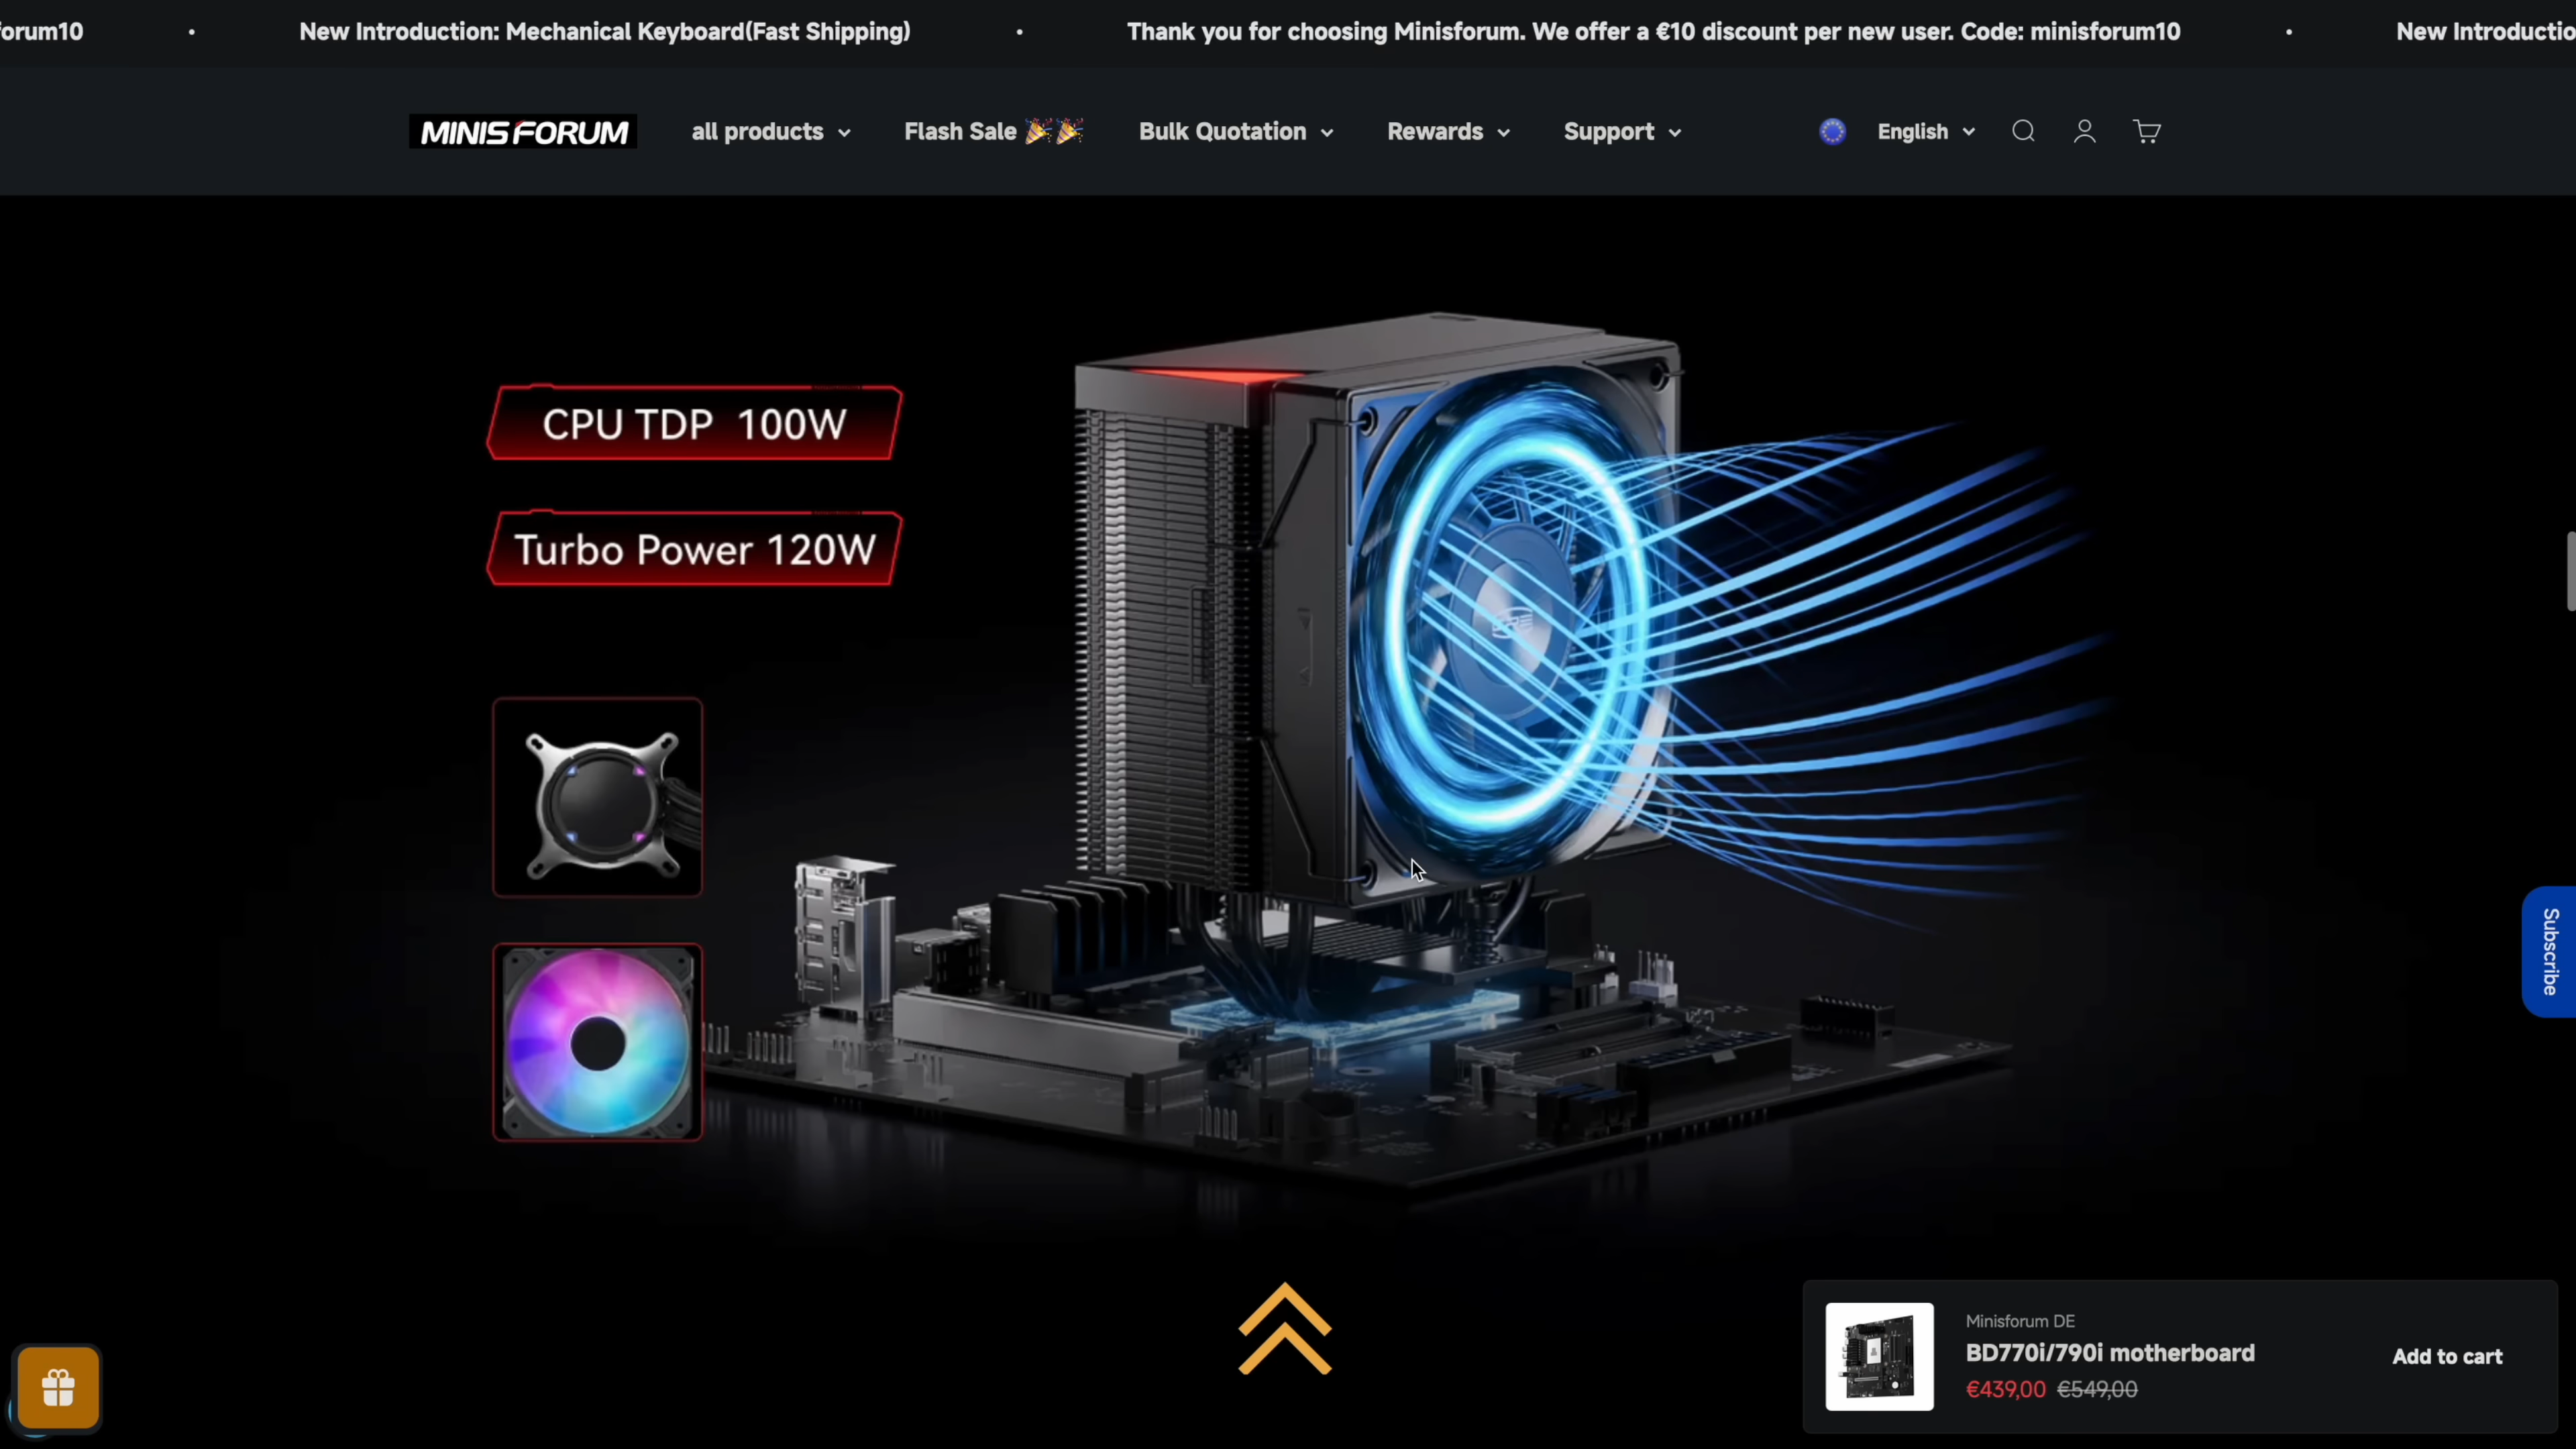 orum10 • New Introduction: Mechanical Keyboard(Fast Shipping) • Thank you for choosing Minisforum. We offer a €10 discount per new user. Code: minisforum10 • New Introductio
MINISFORUM all products Flash Sale 🎉🎉 Bulk Quotation Rewards Support English
CPU TDP 100W
Turbo Power 120W
Subscribe
Minisforum DE
BD770i/790i motherboard
Add to cart
€439,00 €549,00